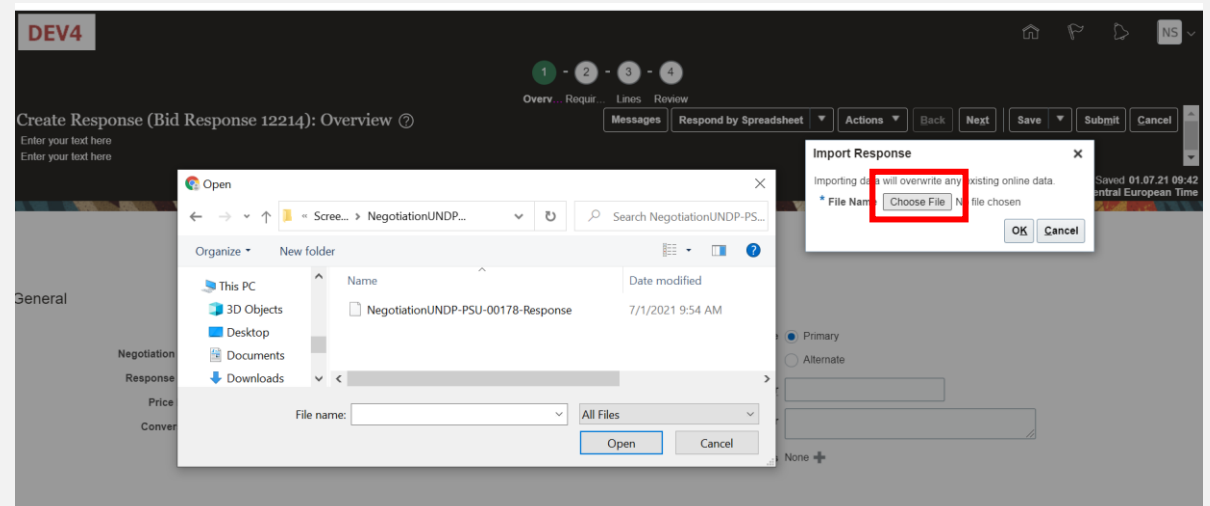 DEV4
NS
1 - 2 - 3 - 4
Overv... Requir... Lines Review
Create Response (Bid Response 12214): Overview ?
Messages Respond by Spreadsheet Actions Back Next Save Submit Cancel
Enter your text here
Enter your text here
Import Response
Importing data will overwrite any existing online data.
* File Name Choose File No file chosen
OK Cancel
Saved 01.07.21 09:42
entral European Time
Open
« Scree... > NegotiationUNDP... Search NegotiationUNDP-PS...
Organize New folder
Name Date modified
This PC
3D Objects NegotiationUNDP-PSU-00178-Response 7/1/2021 9:54 AM
Desktop
Documents
Downloads
File name: All Files
Open Cancel
General
Negotiation
Response
Price
Conver
Primary
Alternate
None